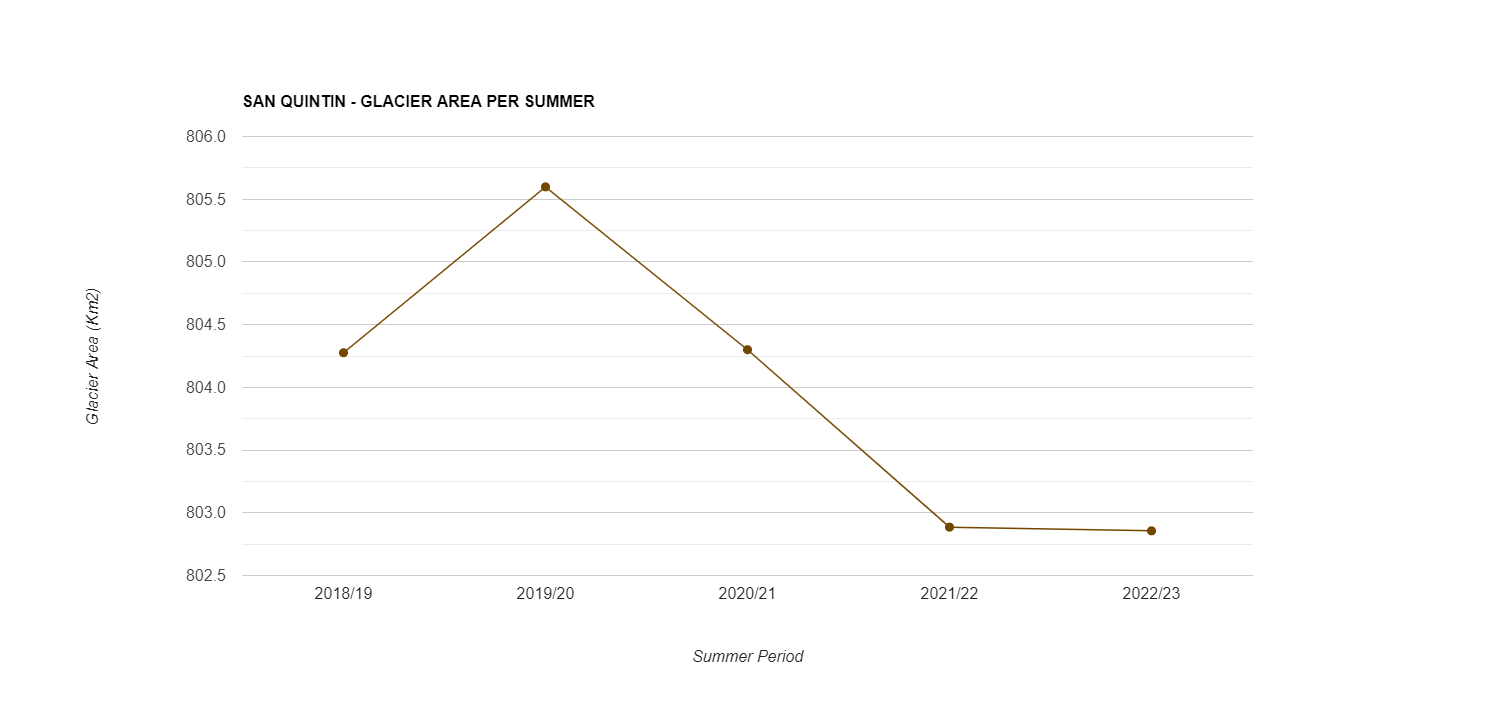 SAN QUINTIN - GLACIER AREA PER SUMMER
806.0
805.5
805.0
804.5
804.0
803.5
803.0
802.5
Glacier Area (Km2)
2018/19 2019/20 2020/21 2021/22 2022/23
Summer Period